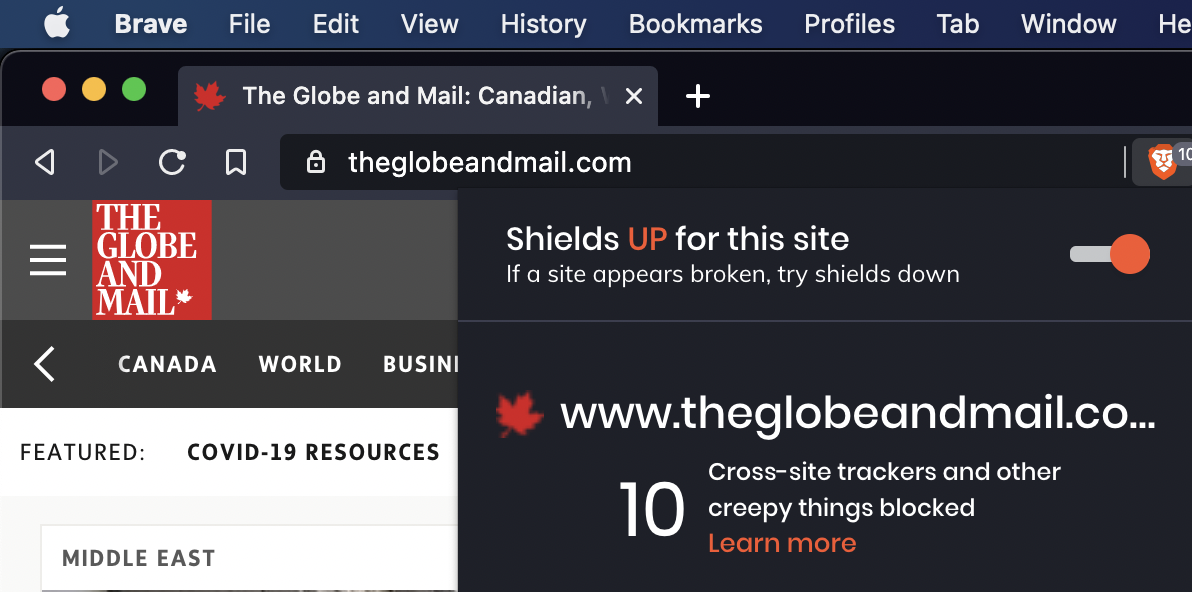 Brave File Edit View History Bookmarks Profiles Tab Window He
The Globe and Mail: Canadian,
theglobeandmail.com
10
THE
GLOBE
AND
MAIL
Shields UP for this site
If a site appears broken, try shields down
CANADA WORLD BUSIN
www.theglobeandmail.co...
FEATURED: COVID-19 RESOURCES
10
Cross-site trackers and other
creepy things blocked
Learn more
MIDDLE EAST